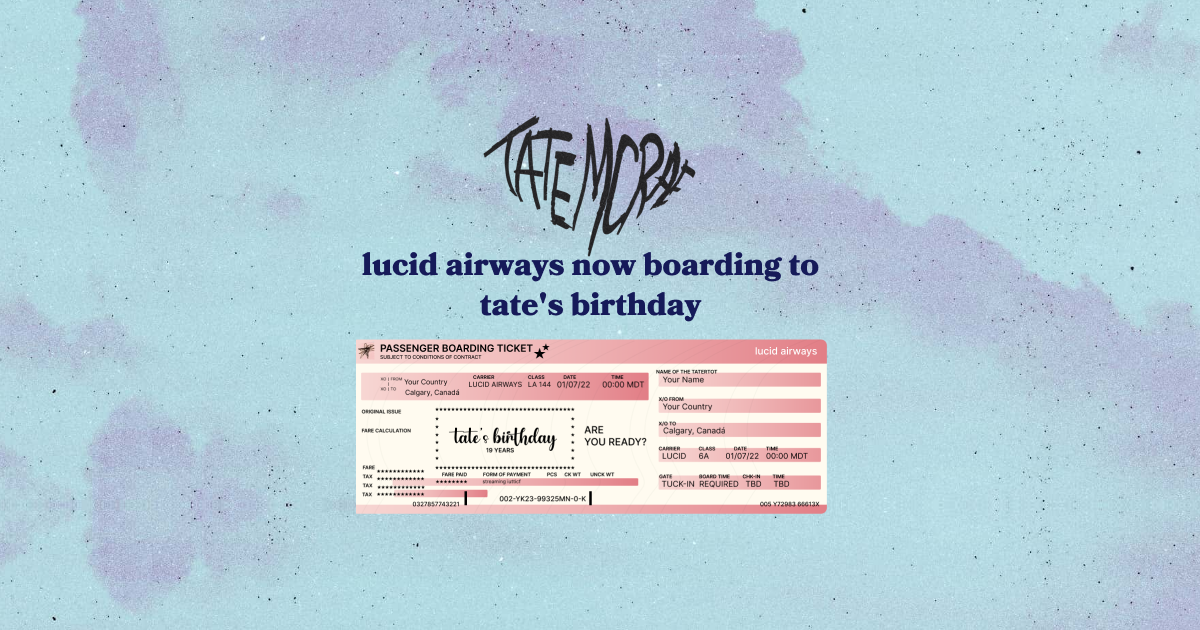 TATE MCRAE
lucid airways now boarding to
tate's birthday
PASSENGER BOARDING TICKET
SUBJECT TO CONDITIONS OF CONTRACT
lucid airways
XO FROM Your Country
XO TO Calgary, Canadá
CARRIER CLASS DATE TIME
LUCID AIRWAYS LA 144 01/07/22 00:00 MDT
ORIGINAL ISSUE
FARE CALCULATION
tate's birthday
19 YEARS
ARE
YOU READY?
FARE ************
TAX ************
TAX ************
TAX ************
FARE PAID FORM OF PAYMENT PCS CK WT UNCK WT
******** streaming iuttlcf
0327857743221
002-YK23-99325MN-0-K
NAME OF THE TATERTOT
Your Name
X/O FROM
Your Country
X/O TO
Calgary, Canadá
CARRIER CLASS DATE TIME
LUCID 6A 01/07/22 00:00 MDT
GATE BOARD TIME CHK-IN TIME
TUCK-IN REQUIRED TBD TBD
005 Y72983 66613X